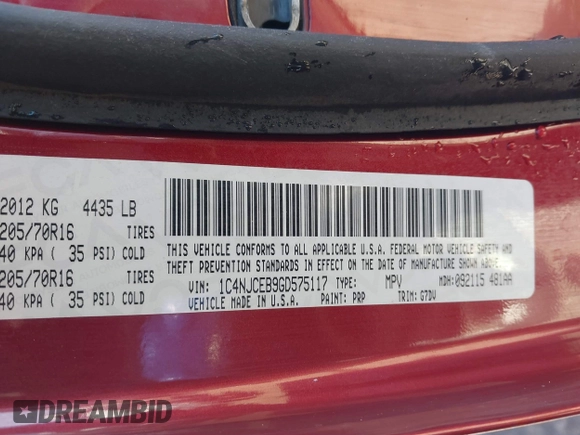 2012 KG 4435 LB
205/70R16 TIRES
40 KPA ( 35 PSI) COLD
205/70R16 TIRES
40 KPA ( 35 PSI) COLD
THIS VEHICLE CONFORMS TO ALL APPLICABLE U.S.A. FEDERAL MOTOR VEHICLE SAFETY AND
THEFT PREVENTION STANDARDS IN EFFECT ON THE DATE OF MANUFACTURE SHOWN ABOVE.
VIN: 1C4NJCEB9GD575117 TYPE: MPV MDH:092115 481AA
VEHICLE MADE IN U.S.A. PAINT: PRP TRIM: G7DV
DREAMBID